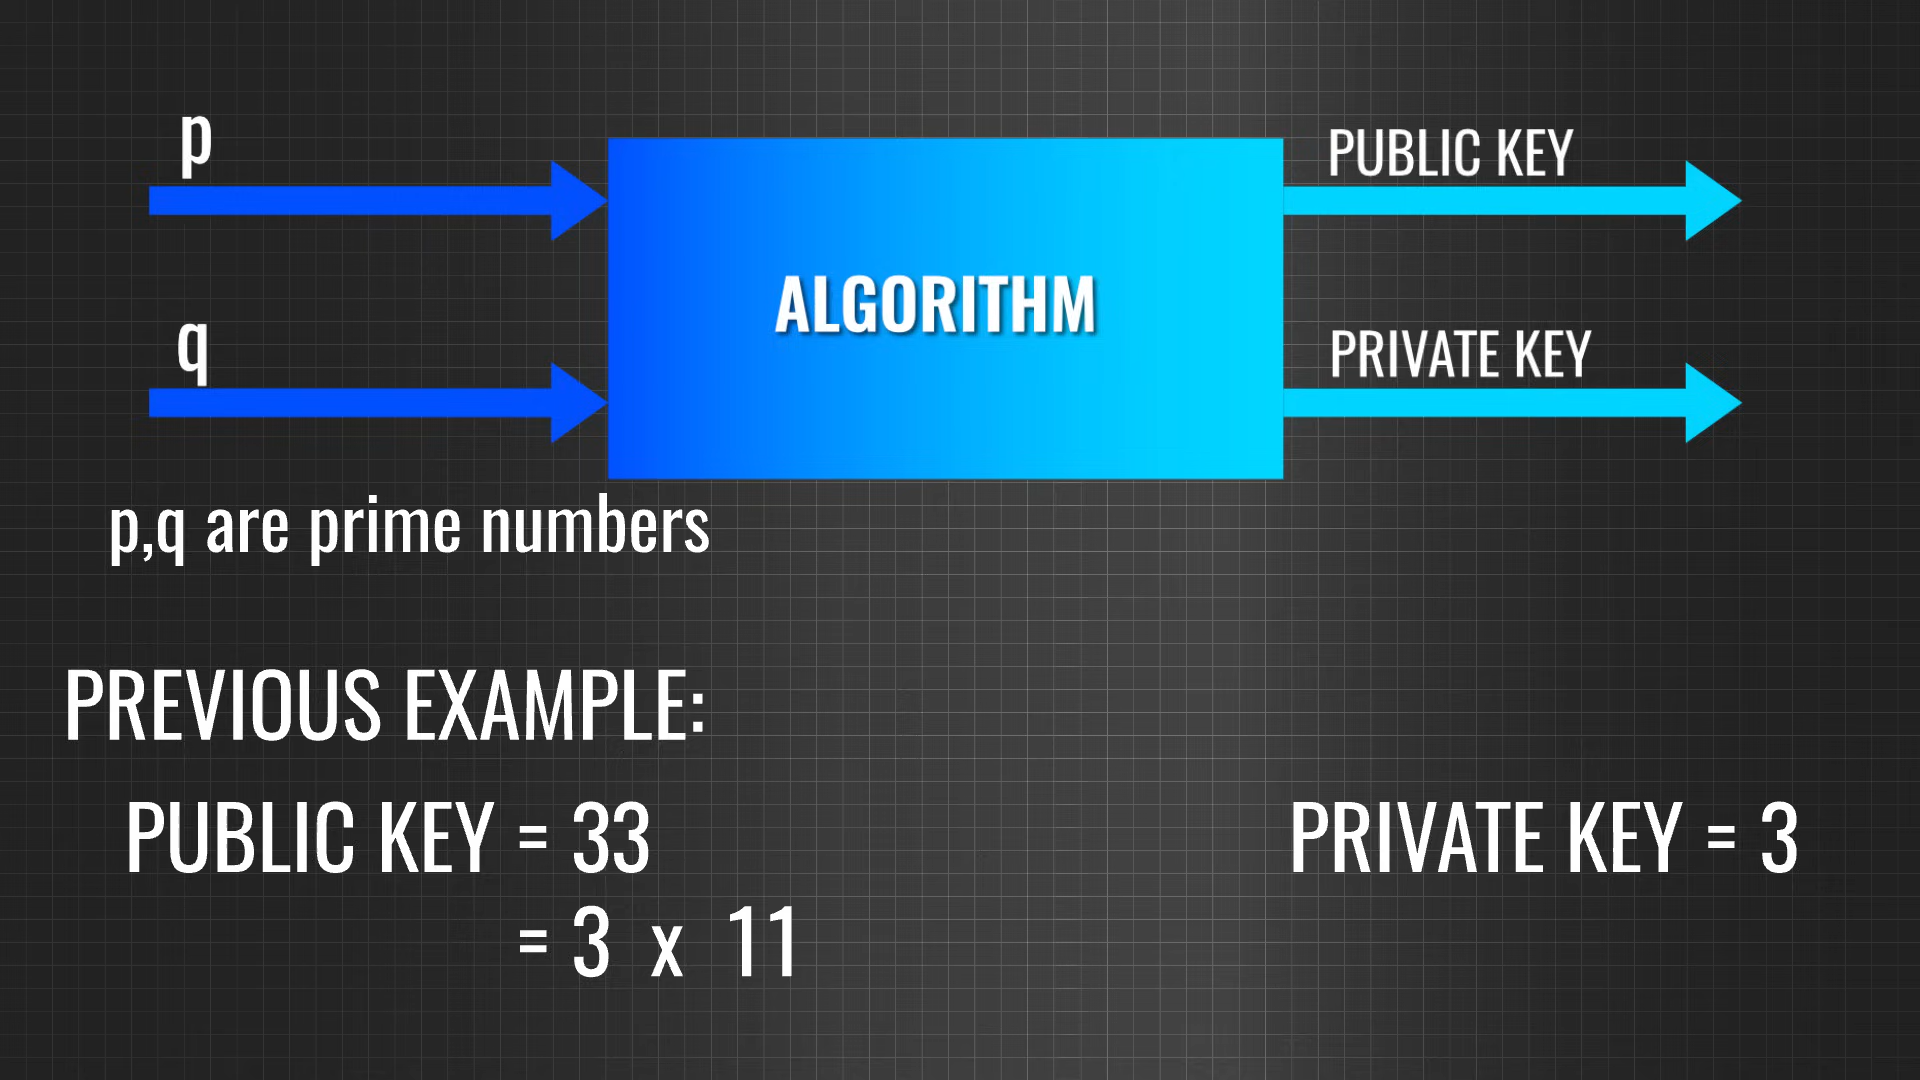 p
PUBLIC KEY
ALGORITHM
q
PRIVATE KEY
p,q are prime numbers
PREVIOUS EXAMPLE:
PUBLIC KEY = 33
PRIVATE KEY = 3
= 3 x 11